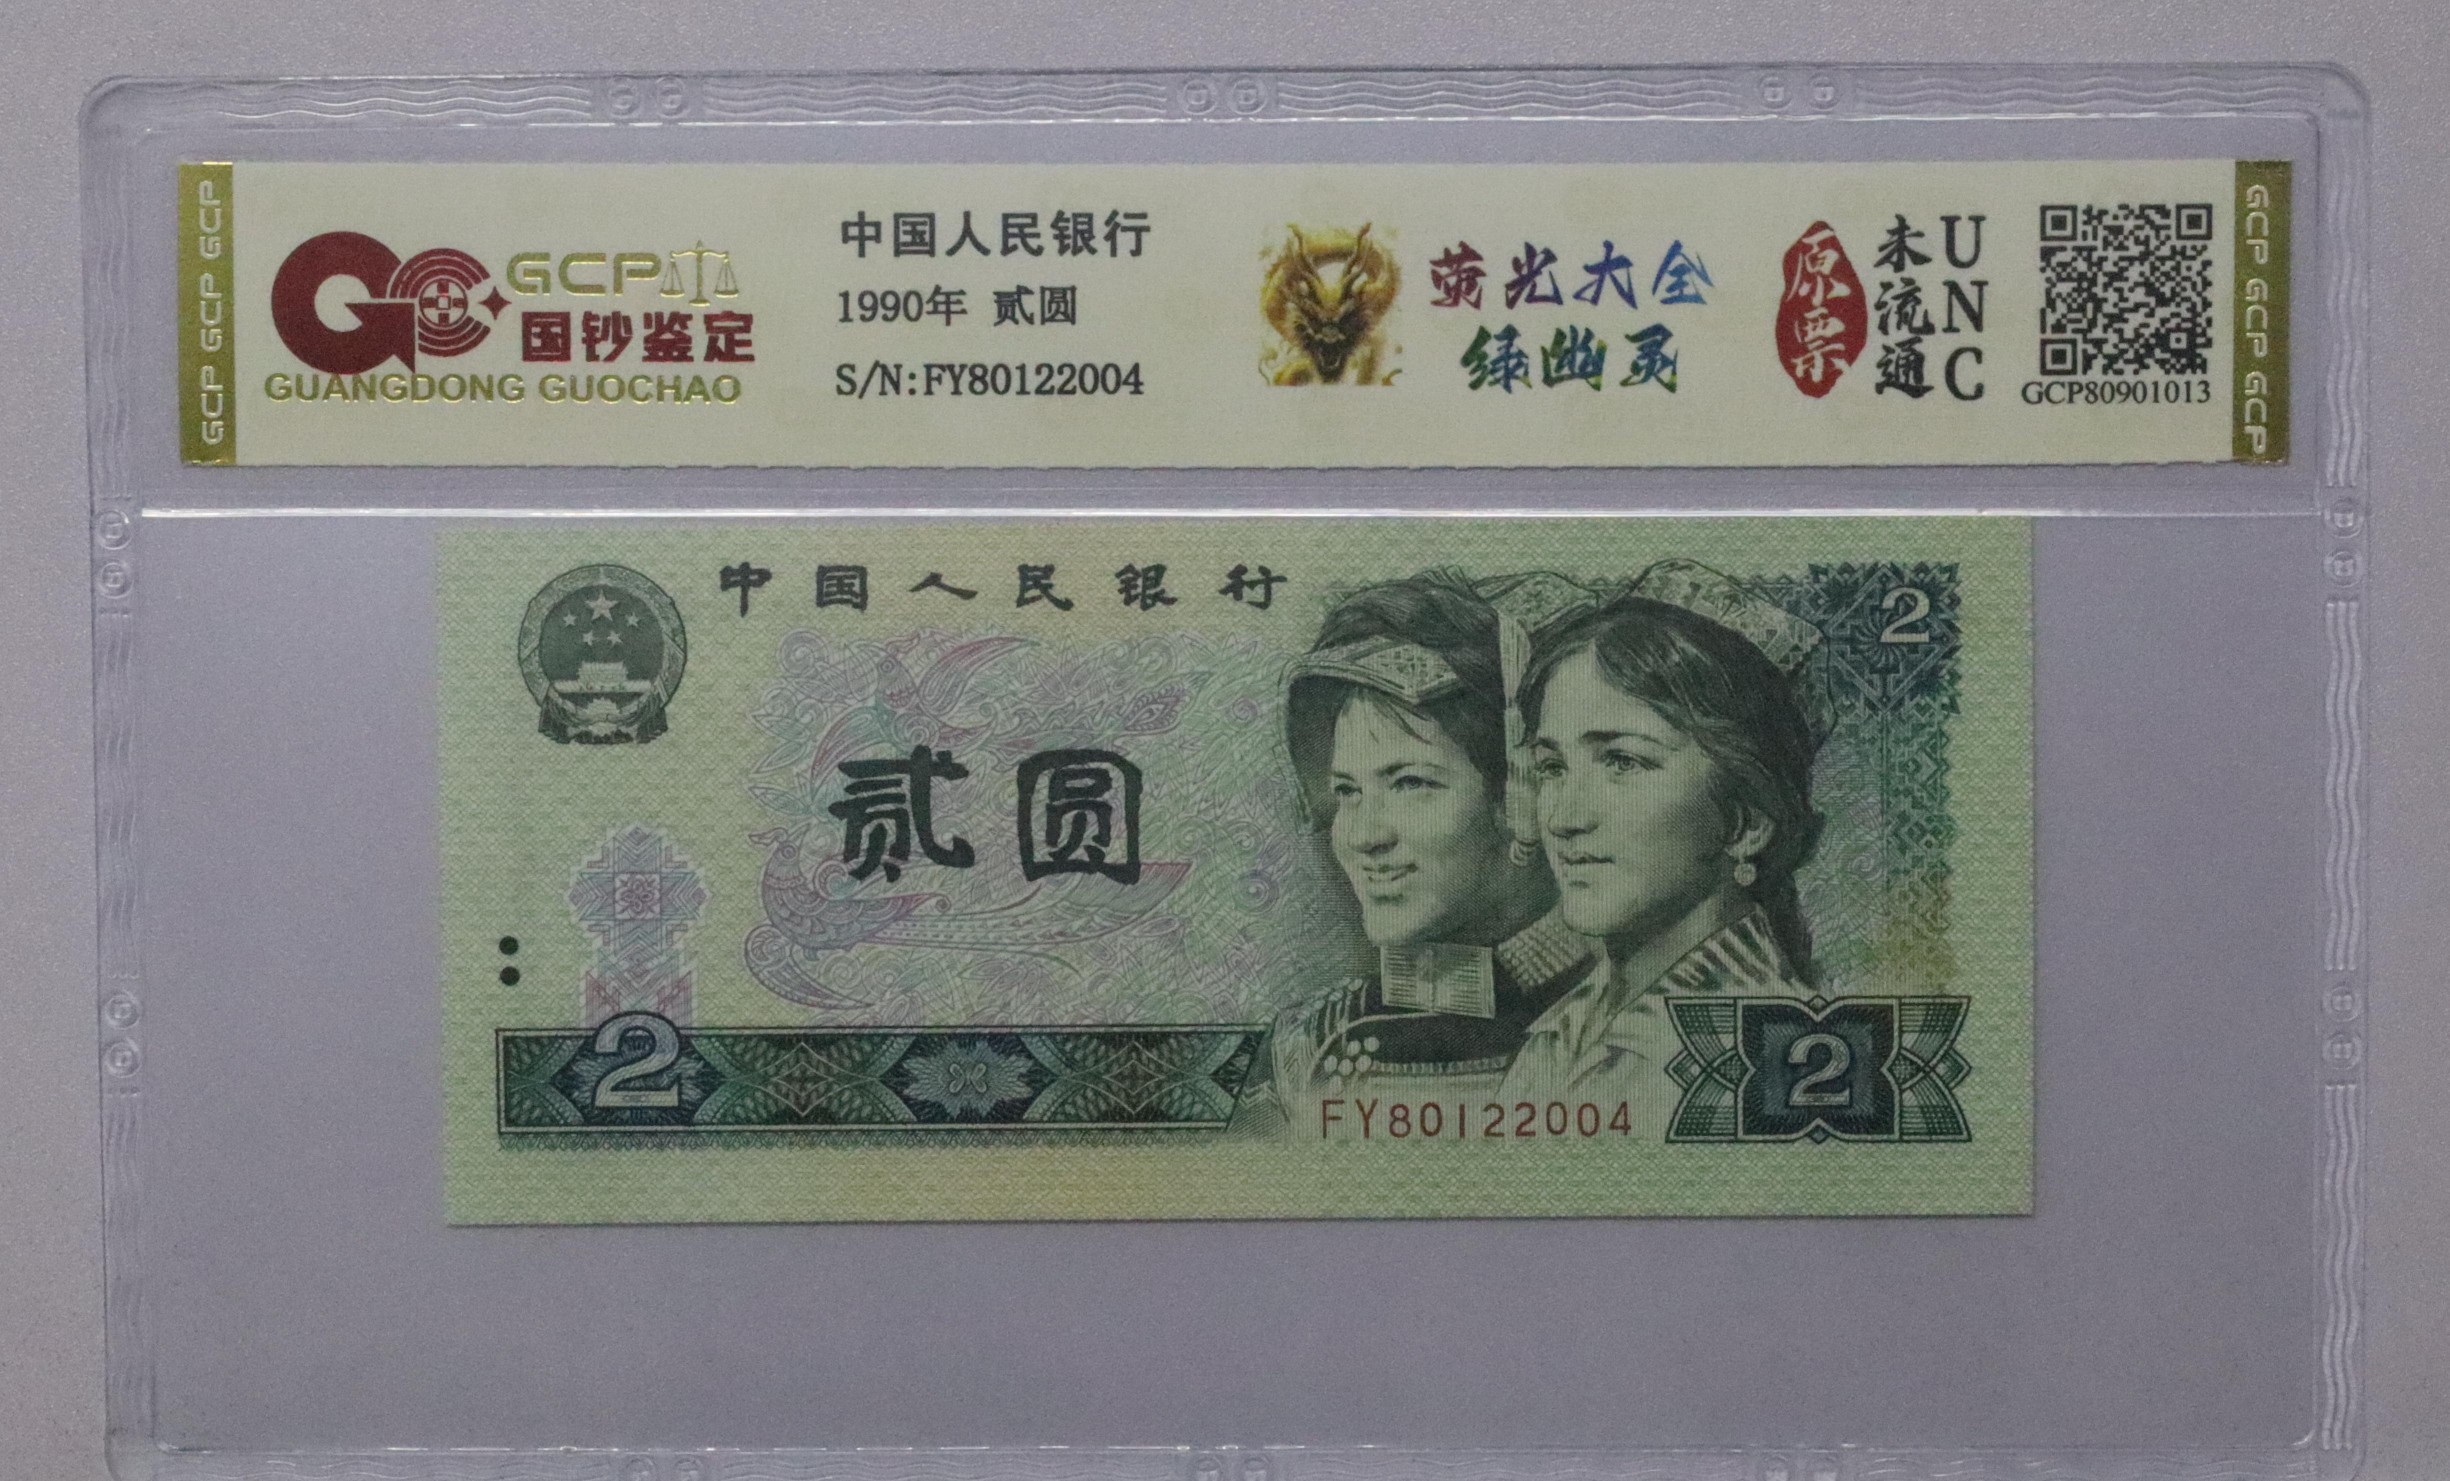 GCP GCP GCP
GCP
国钞鉴定
GUANGDONG GUOCHAO
中国人民银行
1990年 贰圆
S/N:FY80122004
荧光大全
绿幽灵
原票
未流通
UNC
GCP80901013
GCP GCP GCP
中国人民银行
2
贰圆
2
FY80122004
2